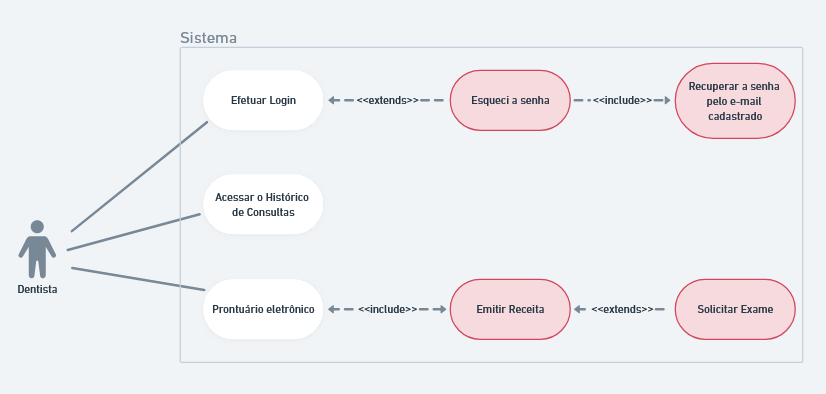 Sistema
Efetuar Login
<<extends>>
Esqueci a senha
<<include>>
Recuperar a senha
pelo e-mail
cadastrado
Acessar o Histórico
de Consultas
Dentista
Prontuário eletrônico
<<include>>
Emitir Receita
<<extends>>
Solicitar Exame